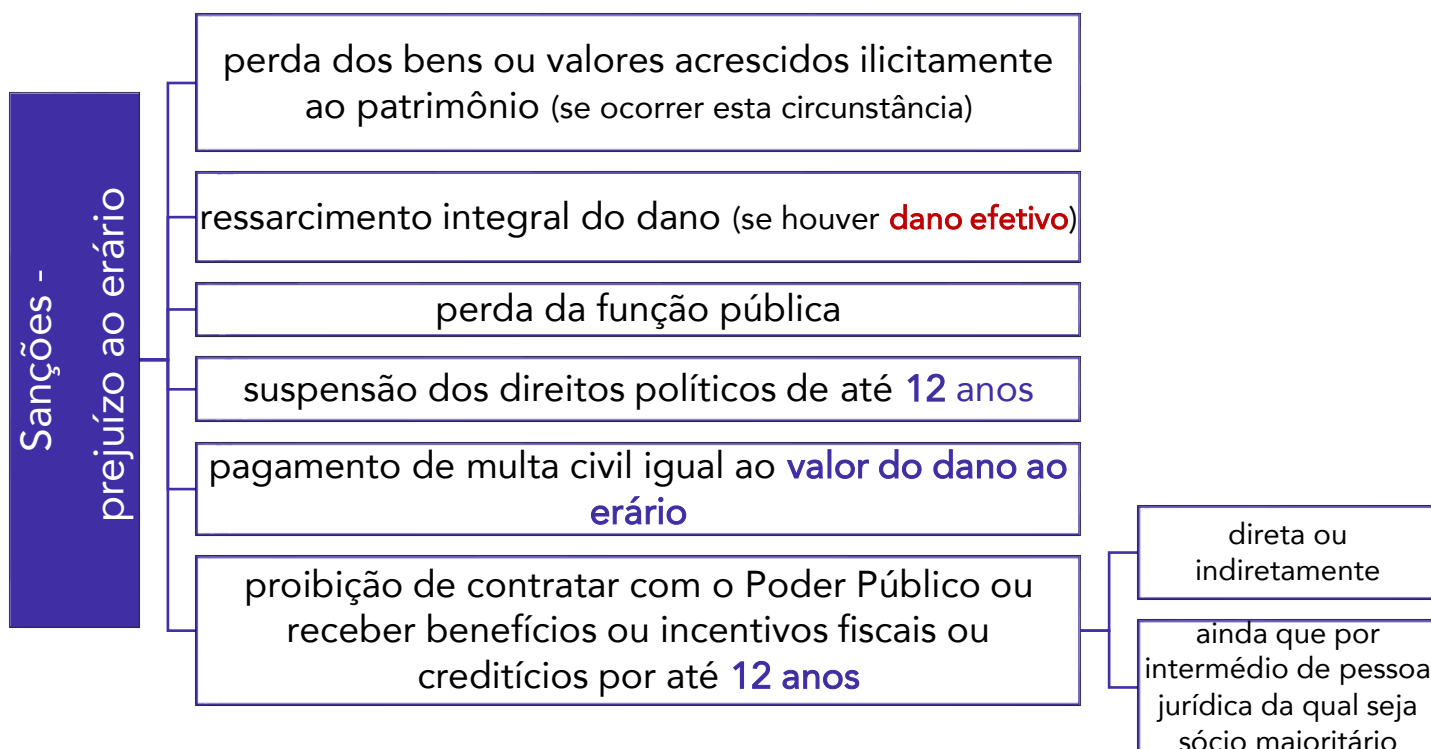 Sanções -
prejuízo ao erário
perda dos bens ou valores acrescidos ilicitamente
ao patrimônio (se ocorrer esta circunstância)
ressarcimento integral do dano (se houver dano efetivo)
perda da função pública
suspensão dos direitos políticos de até 12 anos
pagamento de multa civil igual ao valor do dano ao
erário
proibição de contratar com o Poder Público ou
receber benefícios ou incentivos fiscais ou
creditícios por até 12 anos
direta ou
indiretamente
ainda que por
intermédio de pessoa
jurídica da qual seja
sócio majoritário